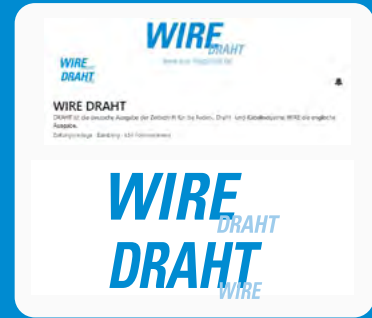 WIRE
DRAHT
WIRE
DRAHT
WIRE DRAHT
DRAHT ist die deutsche Ausgabe der Zeitschrift für die Federn, Draht- und Kabelindustrie, WIRE die englische
Ausgabe.
WIRE
DRAHT
DRAHT
WIRE